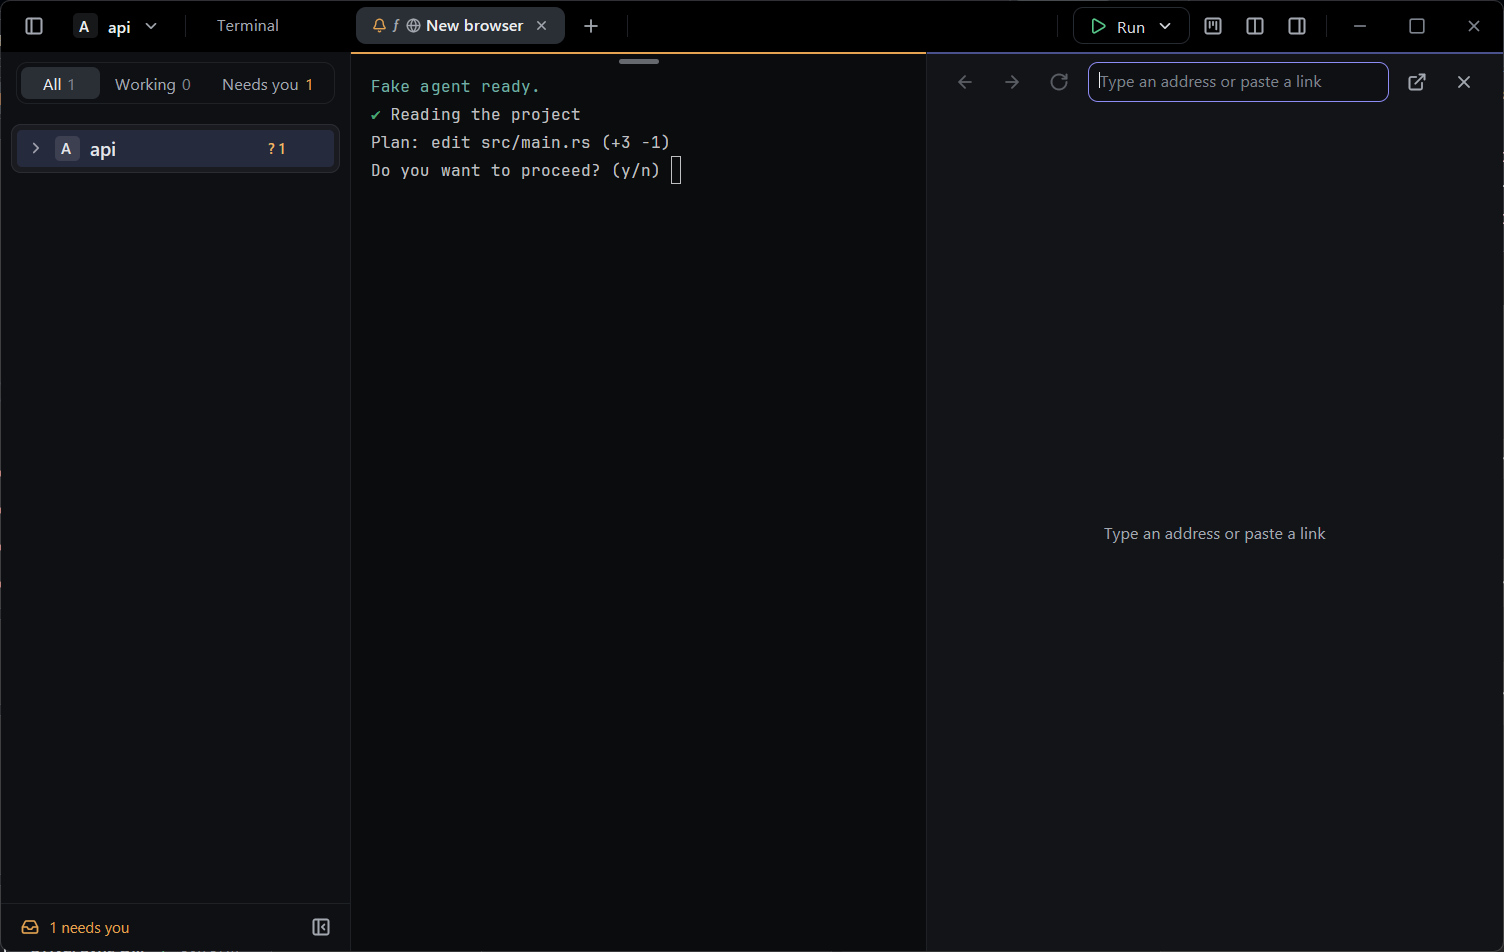 A api
Terminal
New browser
Run
All 1
Working 0
Needs you 1
A api
? 1
Fake agent ready.
✔ Reading the project
Plan: edit src/main.rs (+3 -1)
Do you want to proceed? (y/n)
Type an address or paste a link
Type an address or paste a link
1 needs you